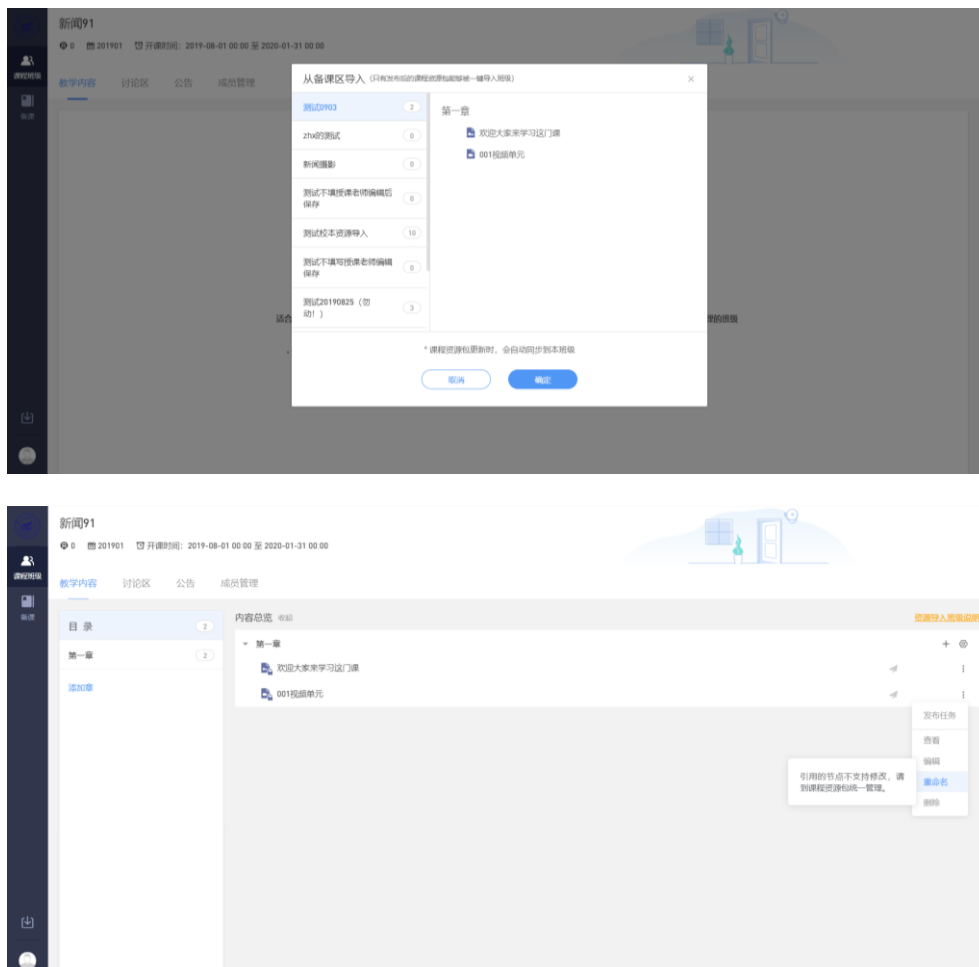 新闻91
0 201901 开课时间：2019-08-01 00:00 至 2020-01-31 00:00
课程班级
教学内容 讨论区 公告 成员管理
备课
从备课区导入 (只有发布后的课程资源包能够被一键导入班级) ×
测试0903 2
zhx的测试 0
新闻摄影 0
测试不填授课老师编辑后
保存 0
测试校本资源导入 10
测试不填写授课老师编辑
保存 0
测试20190825（勿
动！） 3
第一章
欢迎大家来学习这门课
001视频单元
适合
理的班级
* 课程资源包更新时，会自动同步到本班级
取消 确定
新闻91
0 201901 开课时间：2019-08-01 00:00 至 2020-01-31 00:00
课程班级
教学内容 讨论区 公告 成员管理
备课
目 录 2
第一章 2
添加章
内容总览 收起 资源导入班级说明
第一章
欢迎大家来学习这门课
001视频单元
发布任务
查看
编辑
重命名
删除
引用的节点不支持修改，请
到课程资源包统一管理。